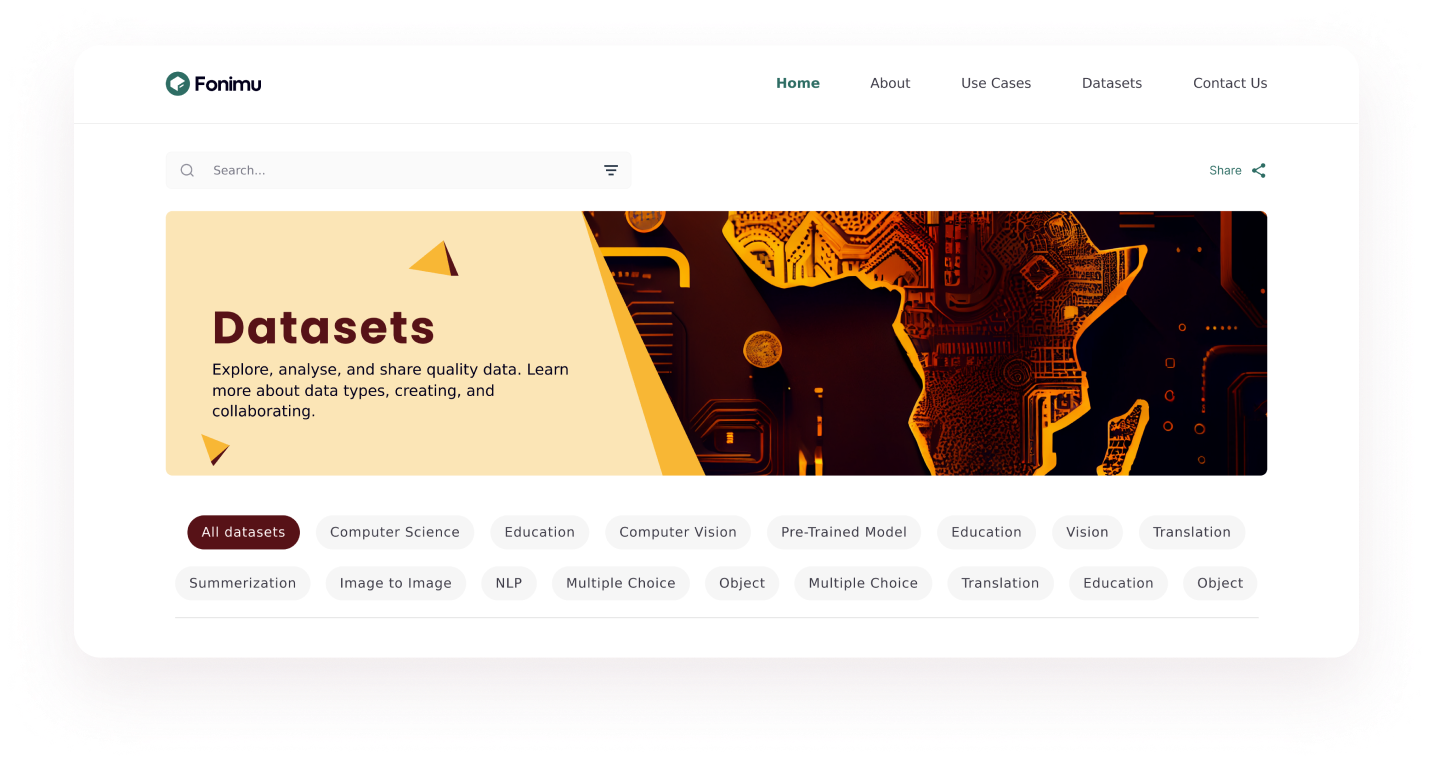 Fonimu
Home About Use Cases Datasets Contact Us
Search...
Share
Datasets
Explore, analyse, and share quality data. Learn
more about data types, creating, and
collaborating.
All datasets Computer Science Education Computer Vision Pre-Trained Model Education Vision Translation
Summerization Image to Image NLP Multiple Choice Object Multiple Choice Translation Education Object